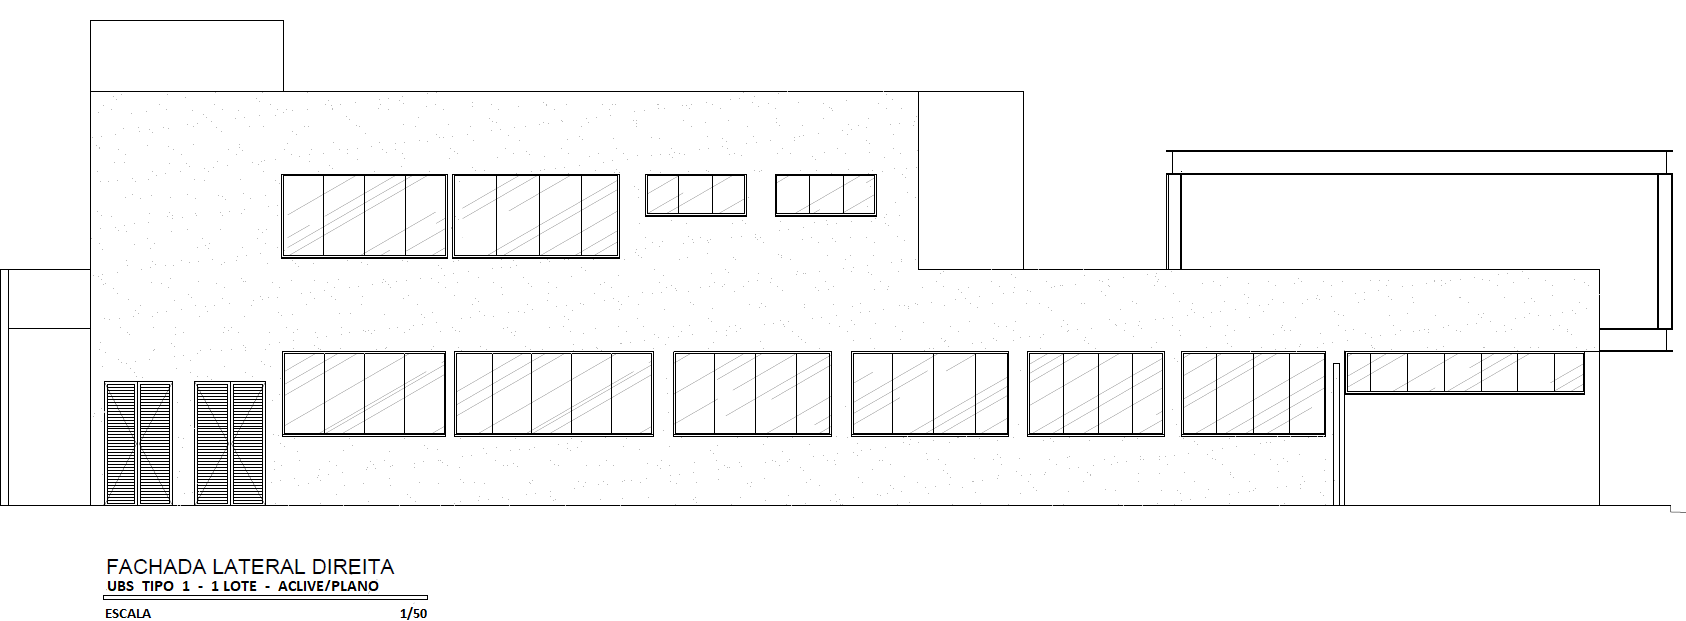 FACHADA LATERAL DIREITA
UBS TIPO 1 - 1 LOTE - ACLIVE/PLANO
ESCALA 1/50